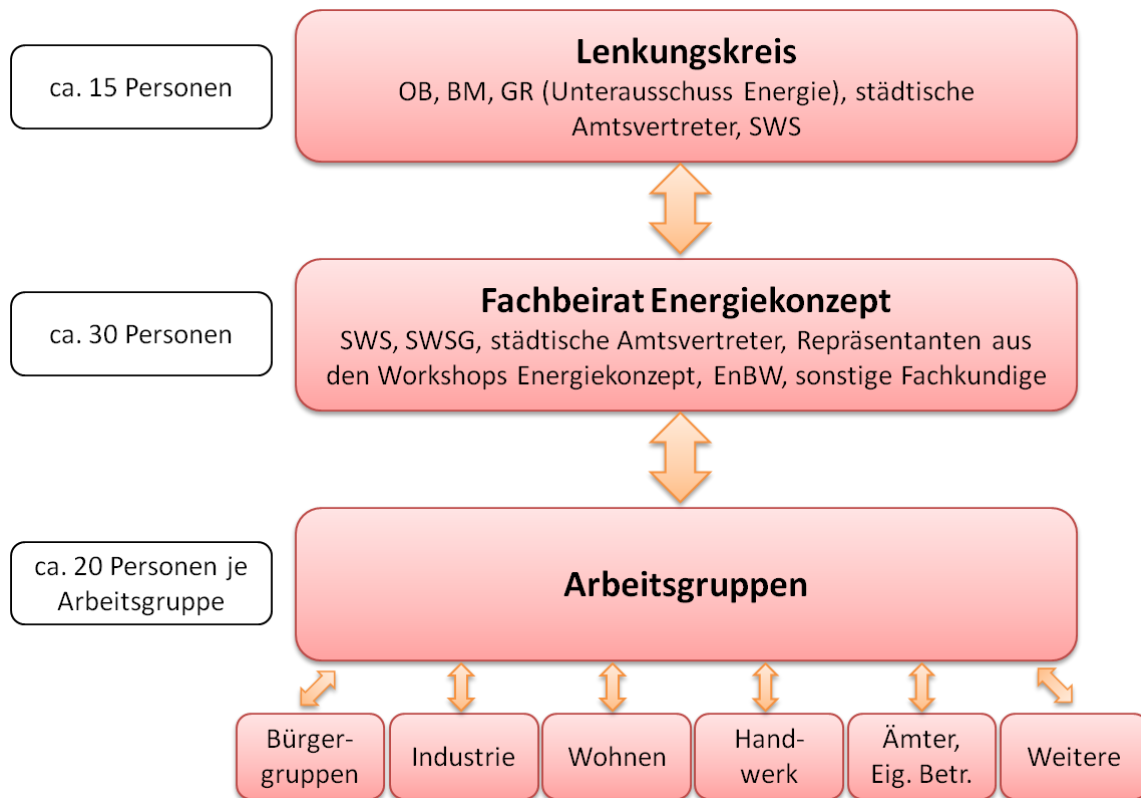 ca. 15 Personen
Lenkungskreis
OB, BM, GR (Unterausschuss Energie), städtische
Amtsvertreter, SWS
ca. 30 Personen
Fachbeirat Energiekonzept
SWS, SWSG, städtische Amtsvertreter, Repräsentanten aus
den Workshops Energiekonzept, EnBW, sonstige Fachkundige
ca. 20 Personen je
Arbeitsgruppe
Arbeitsgruppen
Bürger-
gruppen
Industrie
Wohnen
Hand-
werk
Ämter,
Eig. Betr.
Weitere